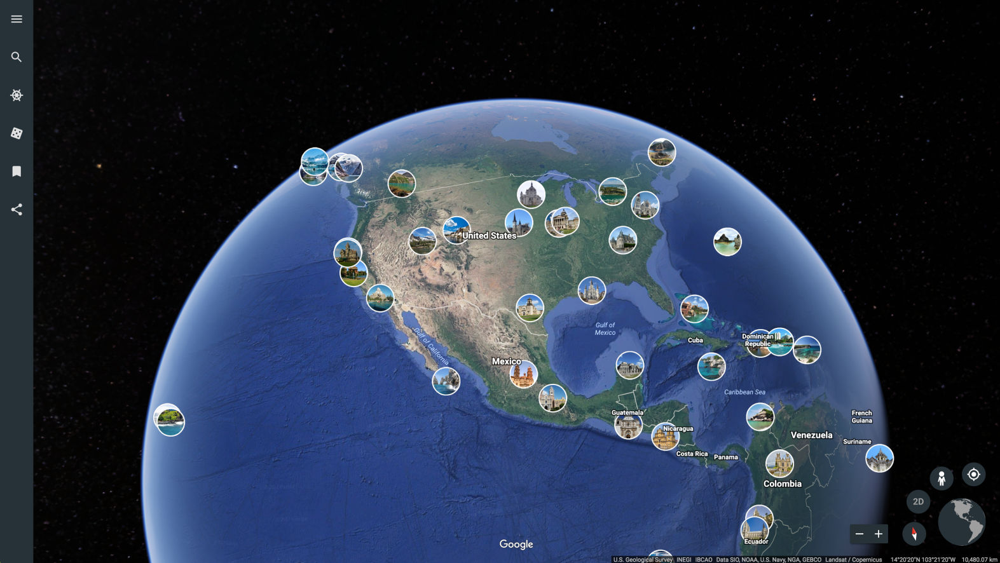 United States
Gulf of
Mexico
Gulf of California
Cuba
Dominican
Republic
Mexico
Caribbean Sea
Guatemala
French
Guiana
Nicaragua
Venezuela
Suriname
Costa Rica
Panama
Colombia
2D
Ecuador
Google
U.S. Geological Survey INEGI IBCAO Data SIO, NOAA, U.S. Navy, NGA, GEBCO Landsat / Copernicus 14°20'20"N 103°21'20"W 10,480.07 km